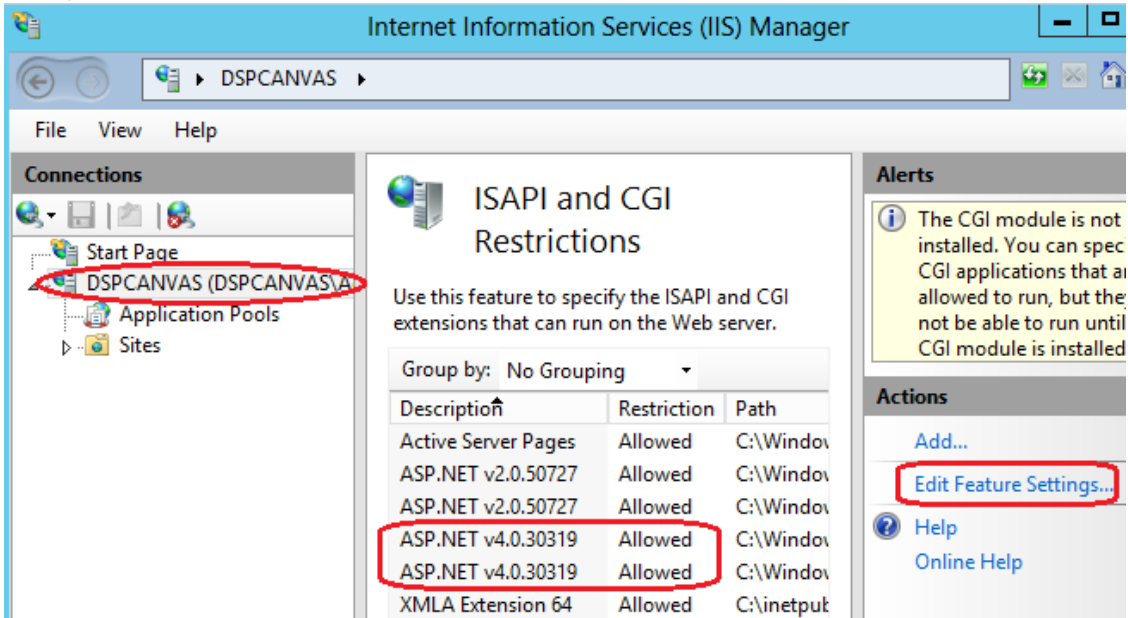 Internet Information Services (IIS) Manager
DSPCANVAS
File View Help
Connections
Start Page
DSPCANVAS (DSPCANVAS\A
Application Pools
Sites
ISAPI and CGI
Restrictions
Use this feature to specify the ISAPI and CGI
extensions that can run on the Web server.
Group by: No Grouping
Description Restriction Path
Active Server Pages Allowed C:\Window
ASP.NET v2.0.50727 Allowed C:\Window
ASP.NET v2.0.50727 Allowed C:\Window
ASP.NET v4.0.30319 Allowed C:\Window
ASP.NET v4.0.30319 Allowed C:\Window
XMLA Extension 64 Allowed C:\inetpub
Alerts
The CGI module is not
installed. You can speci
CGI applications that ar
allowed to run, but they
not be able to run until
CGI module is installed
Actions
Add...
Edit Feature Settings...
Help
Online Help